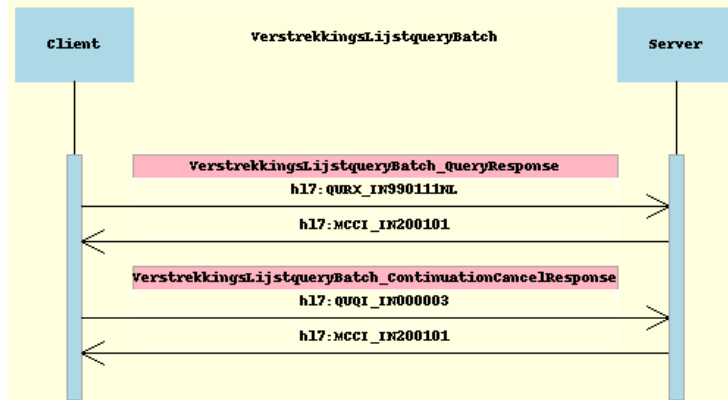 Client
VerstrekkingsLijstqueryBatch
Server
VerstrekkingsLijstqueryBatch_QueryResponse
hl7:QURX_IN990111NL
hl7:MCCI_IN200101
VerstrekkingsLijstqueryBatch_ContinuationCancelResponse
hl7:QUQI_IN000003
hl7:MCCI_IN200101